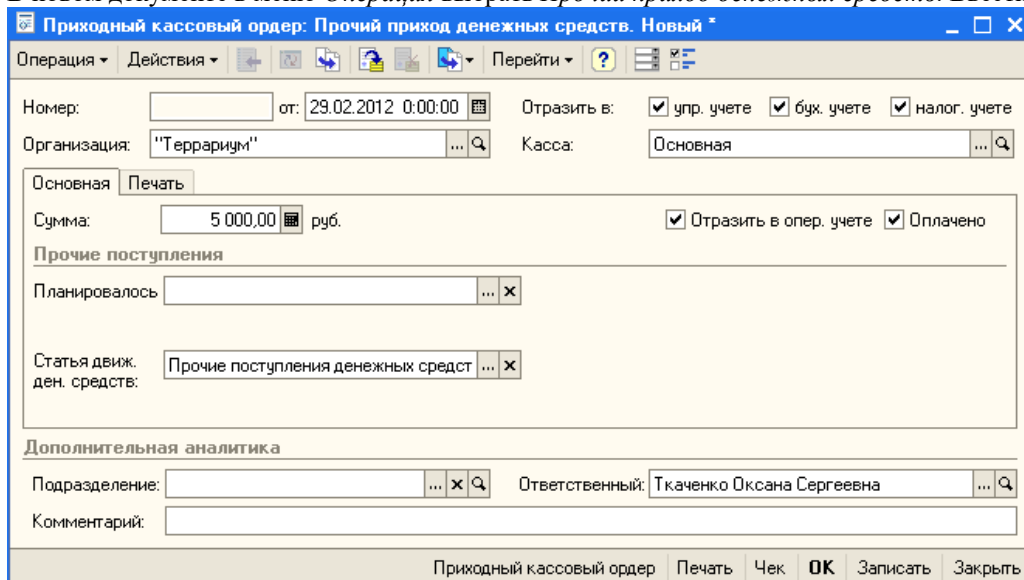 Приходный кассовый ордер: Прочий приход денежных средств. Новый *
Операция Действия Перейти ?
Номер: от: 29.02.2012 0:00:00 Отразить в: упр. учете бух. учете налог. учете
Организация: "Террариум" ... Касса: Основная ...
Основная Печать
Сумма: 5 000,00 руб. Отразить в опер. учете Оплачено
Прочие поступления
Планировалось ... x
Статья движ.
ден. средств: Прочие поступления денежных средст ... x
Дополнительная аналитика
Подразделение: ... x Ответственный: Ткаченко Оксана Сергеевна ...
Комментарий:
Приходный кассовый ордер Печать Чек OK Записать Закрыть